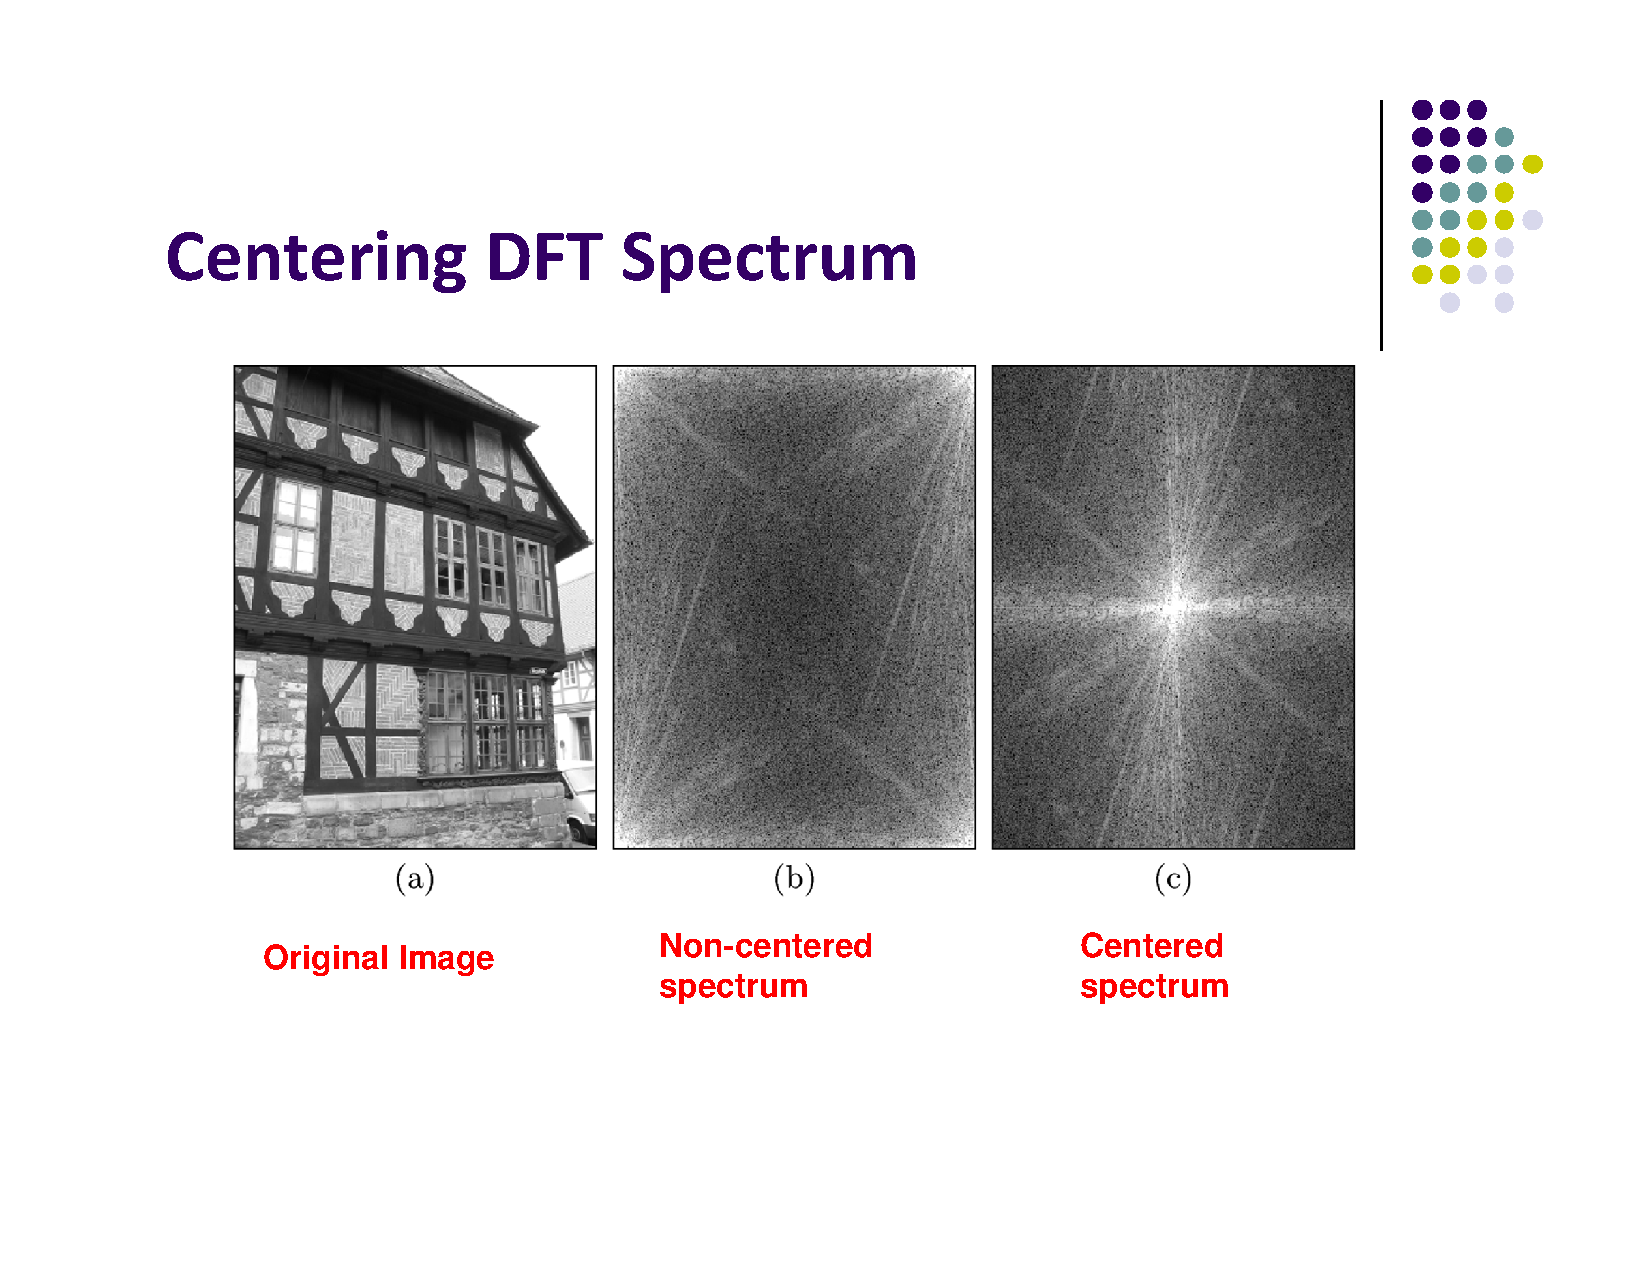 Centering DFT Spectrum
(a)
(b)
(c)
Original Image
Non-centered
spectrum
Centered
spectrum